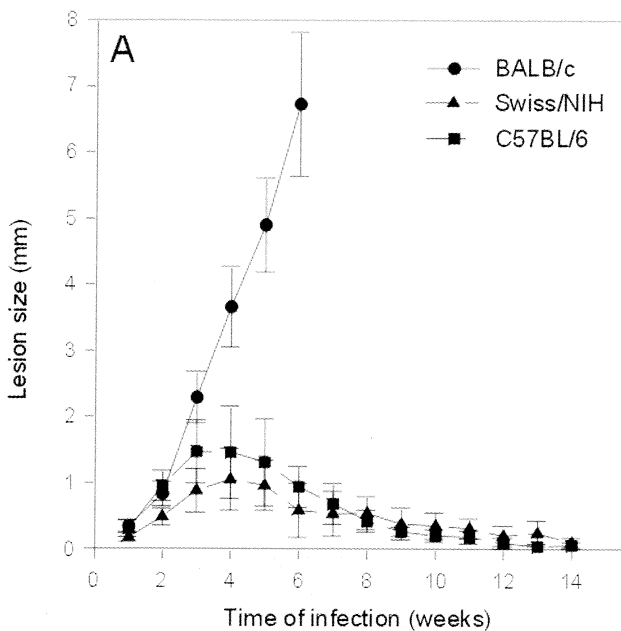 A
BALB/c
Swiss/NIH
C57BL/6
8
7
6
5
4
3
2
1
0
Lesion size (mm)
0 2 4 6 8 10 12 14
Time of infection (weeks)